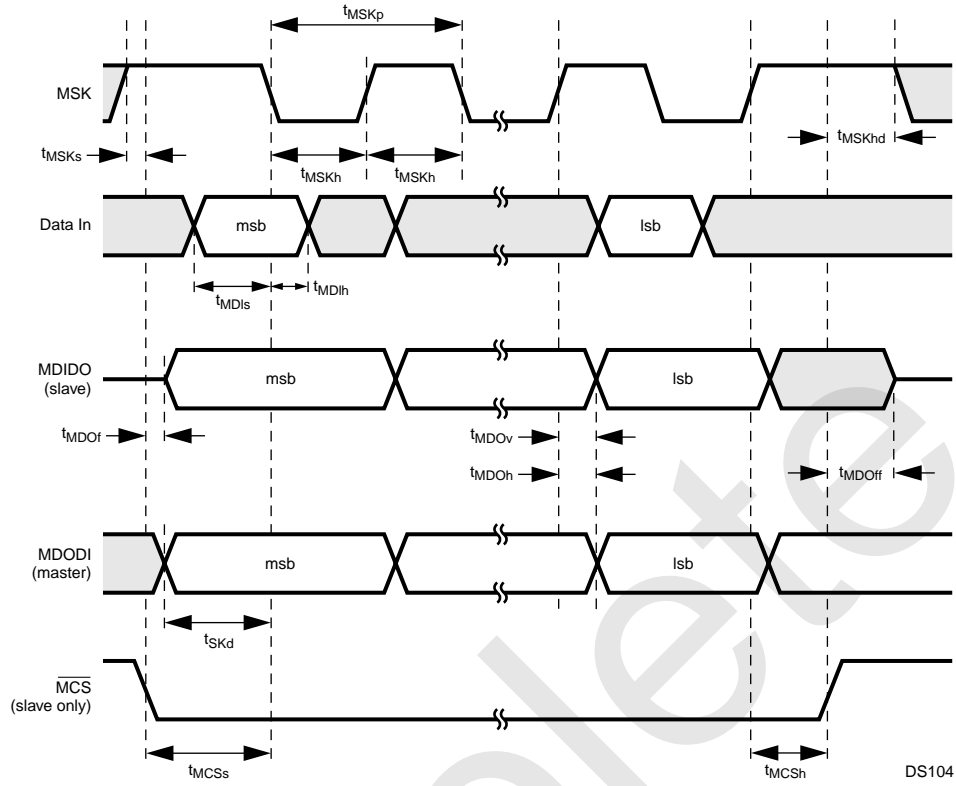 tMSKp
MSK
tMSKs
tMSKhd
tMSKh
tMSKh
Data In
msb
lsb
tMDIs
tMDIh
MDIDO
(slave)
msb
lsb
tMDOf
tMDOv
tMDOh
tMDOff
MDODI
(master)
msb
lsb
tSKd
MCS
(slave only)
tMCSs
tMCSh
DS104